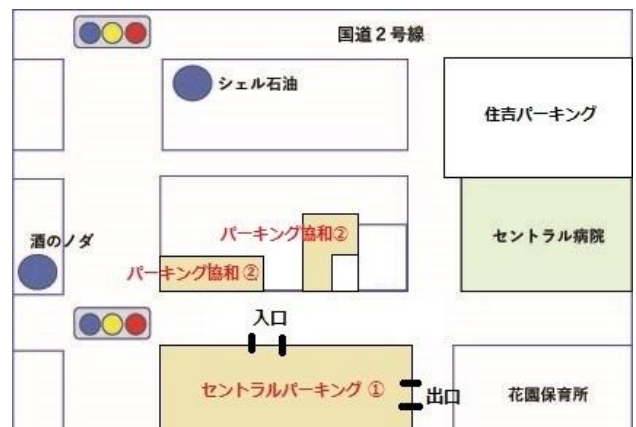 国道２号線
シェル石油
住吉パーキング
酒のノダ
パーキング協和②
セントラル病院
パーキング協和 ②
入口
セントラルパーキング ①
出口
花園保育所